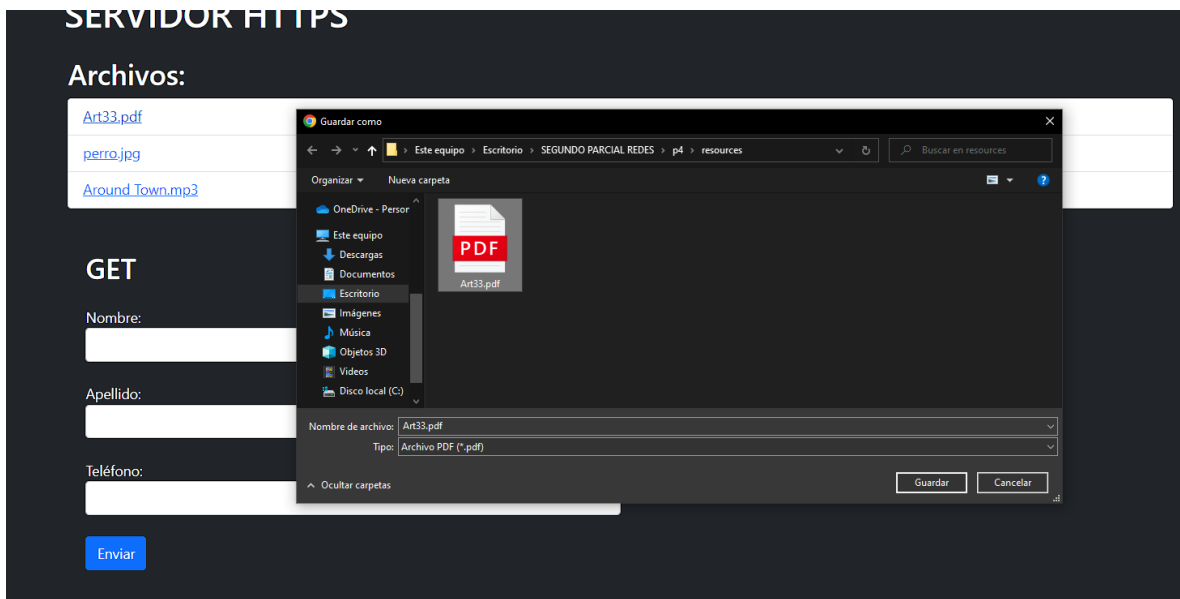 SERVIDOR HTTPS
Archivos:
Art33.pdf
perro.jpg
Around Town.mp3
GET
Nombre:
Apellido:
Teléfono:
Enviar
Guardar como
Este equipo › Escritorio › SEGUNDO PARCIAL REDES › p4 › resources
Buscar en resources
Organizar
Nueva carpeta
OneDrive - Person
Este equipo
Descargas
Documentos
Escritorio
Imágenes
Música
Objetos 3D
Videos
Disco local (C:)
PDF
Art33.pdf
Nombre de archivo: Art33.pdf
Tipo: Archivo PDF (*.pdf)
Ocultar carpetas
Guardar
Cancelar